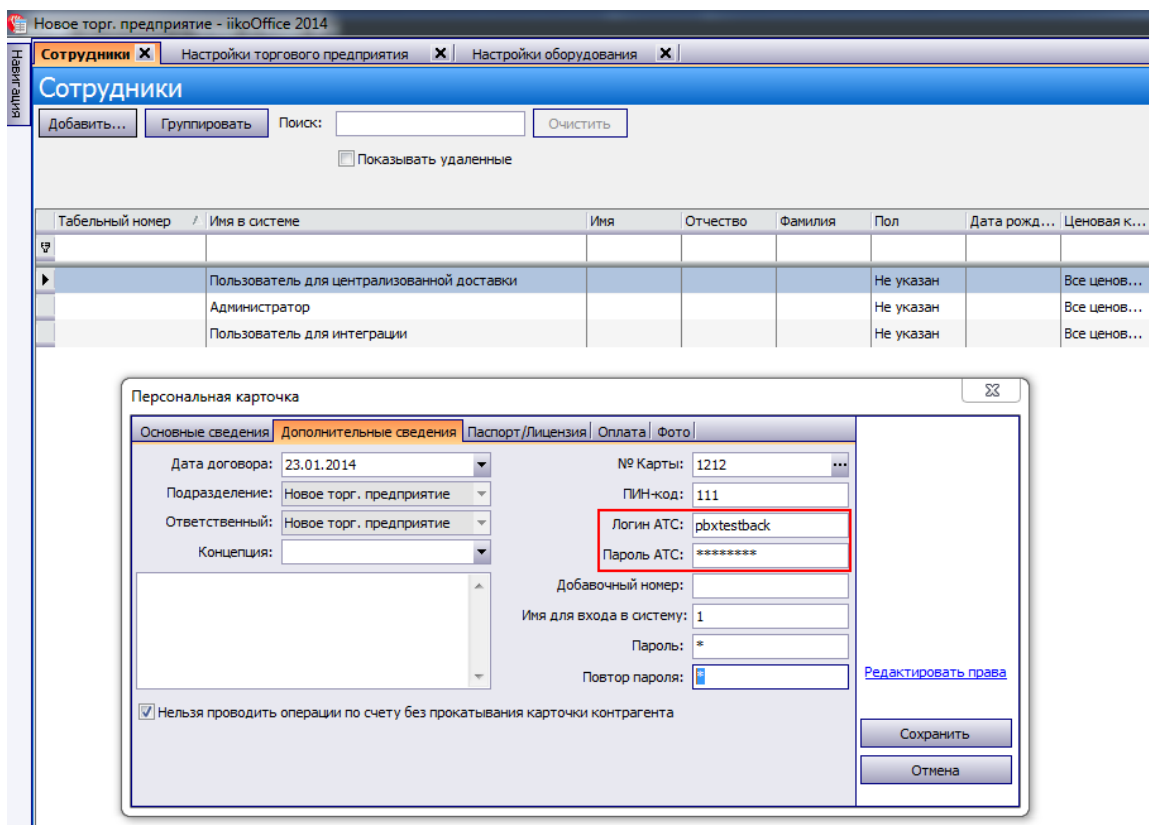 Новое торг. предприятие - iikoOffice 2014
Навигация
Сотрудники Настройки торгового предприятия Настройки оборудования
Сотрудники
Добавить... Группировать Поиск: Очистить
Показывать удаленные
Табельный номер Имя в системе Имя Отчество Фамилия Пол Дата рожд... Ценовая к...
Пользователь для централизованной доставки Не указан Все ценов...
Администратор Не указан Все ценов...
Пользователь для интеграции Не указан Все ценов...
Персональная карточка
Основные сведения Дополнительные сведения Паспорт/Лицензия Оплата Фото
Дата договора: 23.01.2014 № Карты: 1212 ...
Подразделение: Новое торг. предприятие ПИН-код: 111
Ответственный: Новое торг. предприятие Логин АТС: pbxtestback
Концепция: Пароль АТС: ********
Добавочный номер:
Имя для входа в систему: 1
Пароль: *
Повтор пароля: * Редактировать права
Нельзя проводить операции по счету без прокатывания карточки контрагента
Сохранить
Отмена